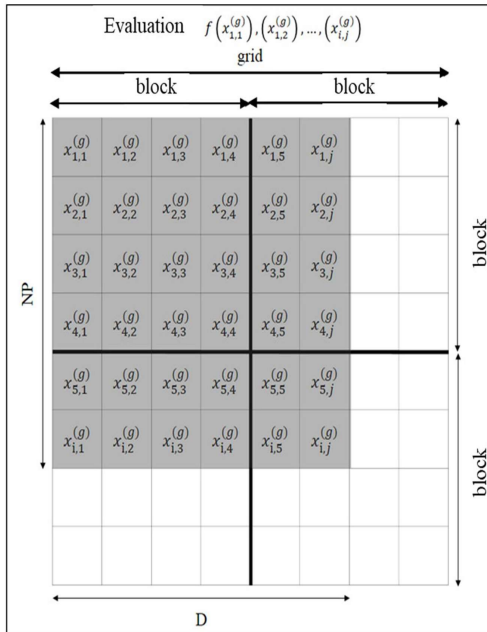 Evaluation f(x_{1,1}^{(g)}), (x_{1,2}^{(g)}), ..., (x_{i,j}^{(g)})
grid
block block
x_{1,1}^{(g)} x_{1,2}^{(g)} x_{1,3}^{(g)} x_{1,4}^{(g)} x_{1,5}^{(g)} x_{1,j}^{(g)}
x_{2,1}^{(g)} x_{2,2}^{(g)} x_{2,3}^{(g)} x_{2,4}^{(g)} x_{2,5}^{(g)} x_{2,j}^{(g)}
block
x_{3,1}^{(g)} x_{3,2}^{(g)} x_{3,3}^{(g)} x_{3,4}^{(g)} x_{3,5}^{(g)} x_{3,j}^{(g)}
NP
x_{4,1}^{(g)} x_{4,2}^{(g)} x_{4,3}^{(g)} x_{4,4}^{(g)} x_{4,5}^{(g)} x_{4,j}^{(g)}
x_{5,1}^{(g)} x_{5,2}^{(g)} x_{5,3}^{(g)} x_{5,4}^{(g)} x_{5,5}^{(g)} x_{5,j}^{(g)}
x_{i,1}^{(g)} x_{i,2}^{(g)} x_{i,3}^{(g)} x_{i,4}^{(g)} x_{i,5}^{(g)} x_{i,j}^{(g)}
block
D